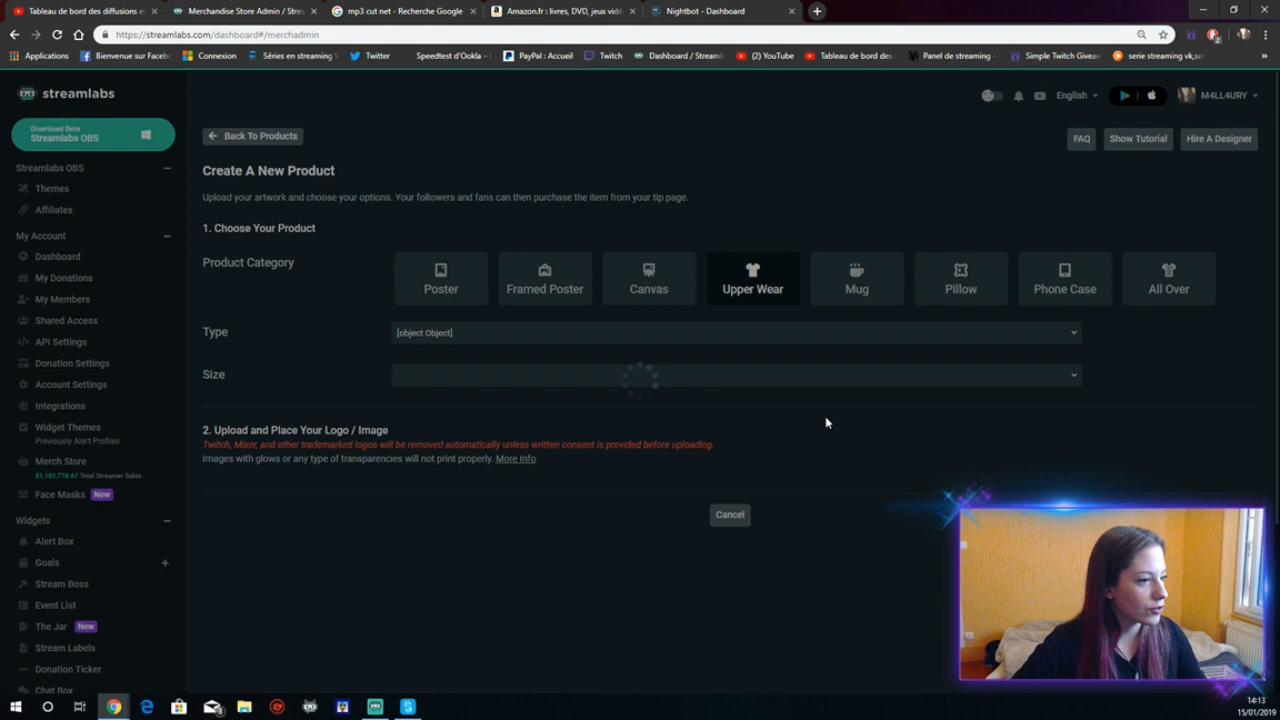 Tableau de bord des diffusions e
Merchandise Store Admin / Strea
mp3 cut net - Recherche Google
Amazon.fr : livres, DVD, jeux vidé
Nightbot - Dashboard
https://streamlabs.com/dashboard#/merchadmin
Applications
Bienvenue sur Faceb
Connexion
Séries en streaming
Twitter
Speedtest d'Ookla –
PayPal : Accueil
Twitch
Dashboard / Streamla
(2) YouTube
Tableau de bord des
Panel de streaming –
Simple Twitch Givea
serie streaming vk,se
streamlabs
English
M4LL4URY
Download Beta
Streamlabs OBS
Back To Products
FAQ
Show Tutorial
Hire A Designer
Streamlabs OBS
Themes
Affiliates
My Account
Dashboard
My Donations
My Members
Shared Access
API Settings
Donation Settings
Account Settings
Integrations
Widget Themes
Previously Alert Profiles
Merch Store
$1,183,778.67 Total Streamer Sales
Face Masks New
Widgets
Alert Box
Goals
Stream Boss
Event List
The Jar New
Stream Labels
Donation Ticker
Chat Box
Create A New Product
Upload your artwork and choose your options. Your followers and fans can then purchase the item from your tip page.
1. Choose Your Product
Product Category
Poster
Framed Poster
Canvas
Upper Wear
Mug
Pillow
Phone Case
All Over
Type
[object Object]
Size
2. Upload and Place Your Logo / Image
Twitch, Mixer, and other trademarked logos will be removed automatically unless written consent is provided before uploading.
Images with glows or any type of transparencies will not print properly. More Info
Cancel
14:13
15/01/2019